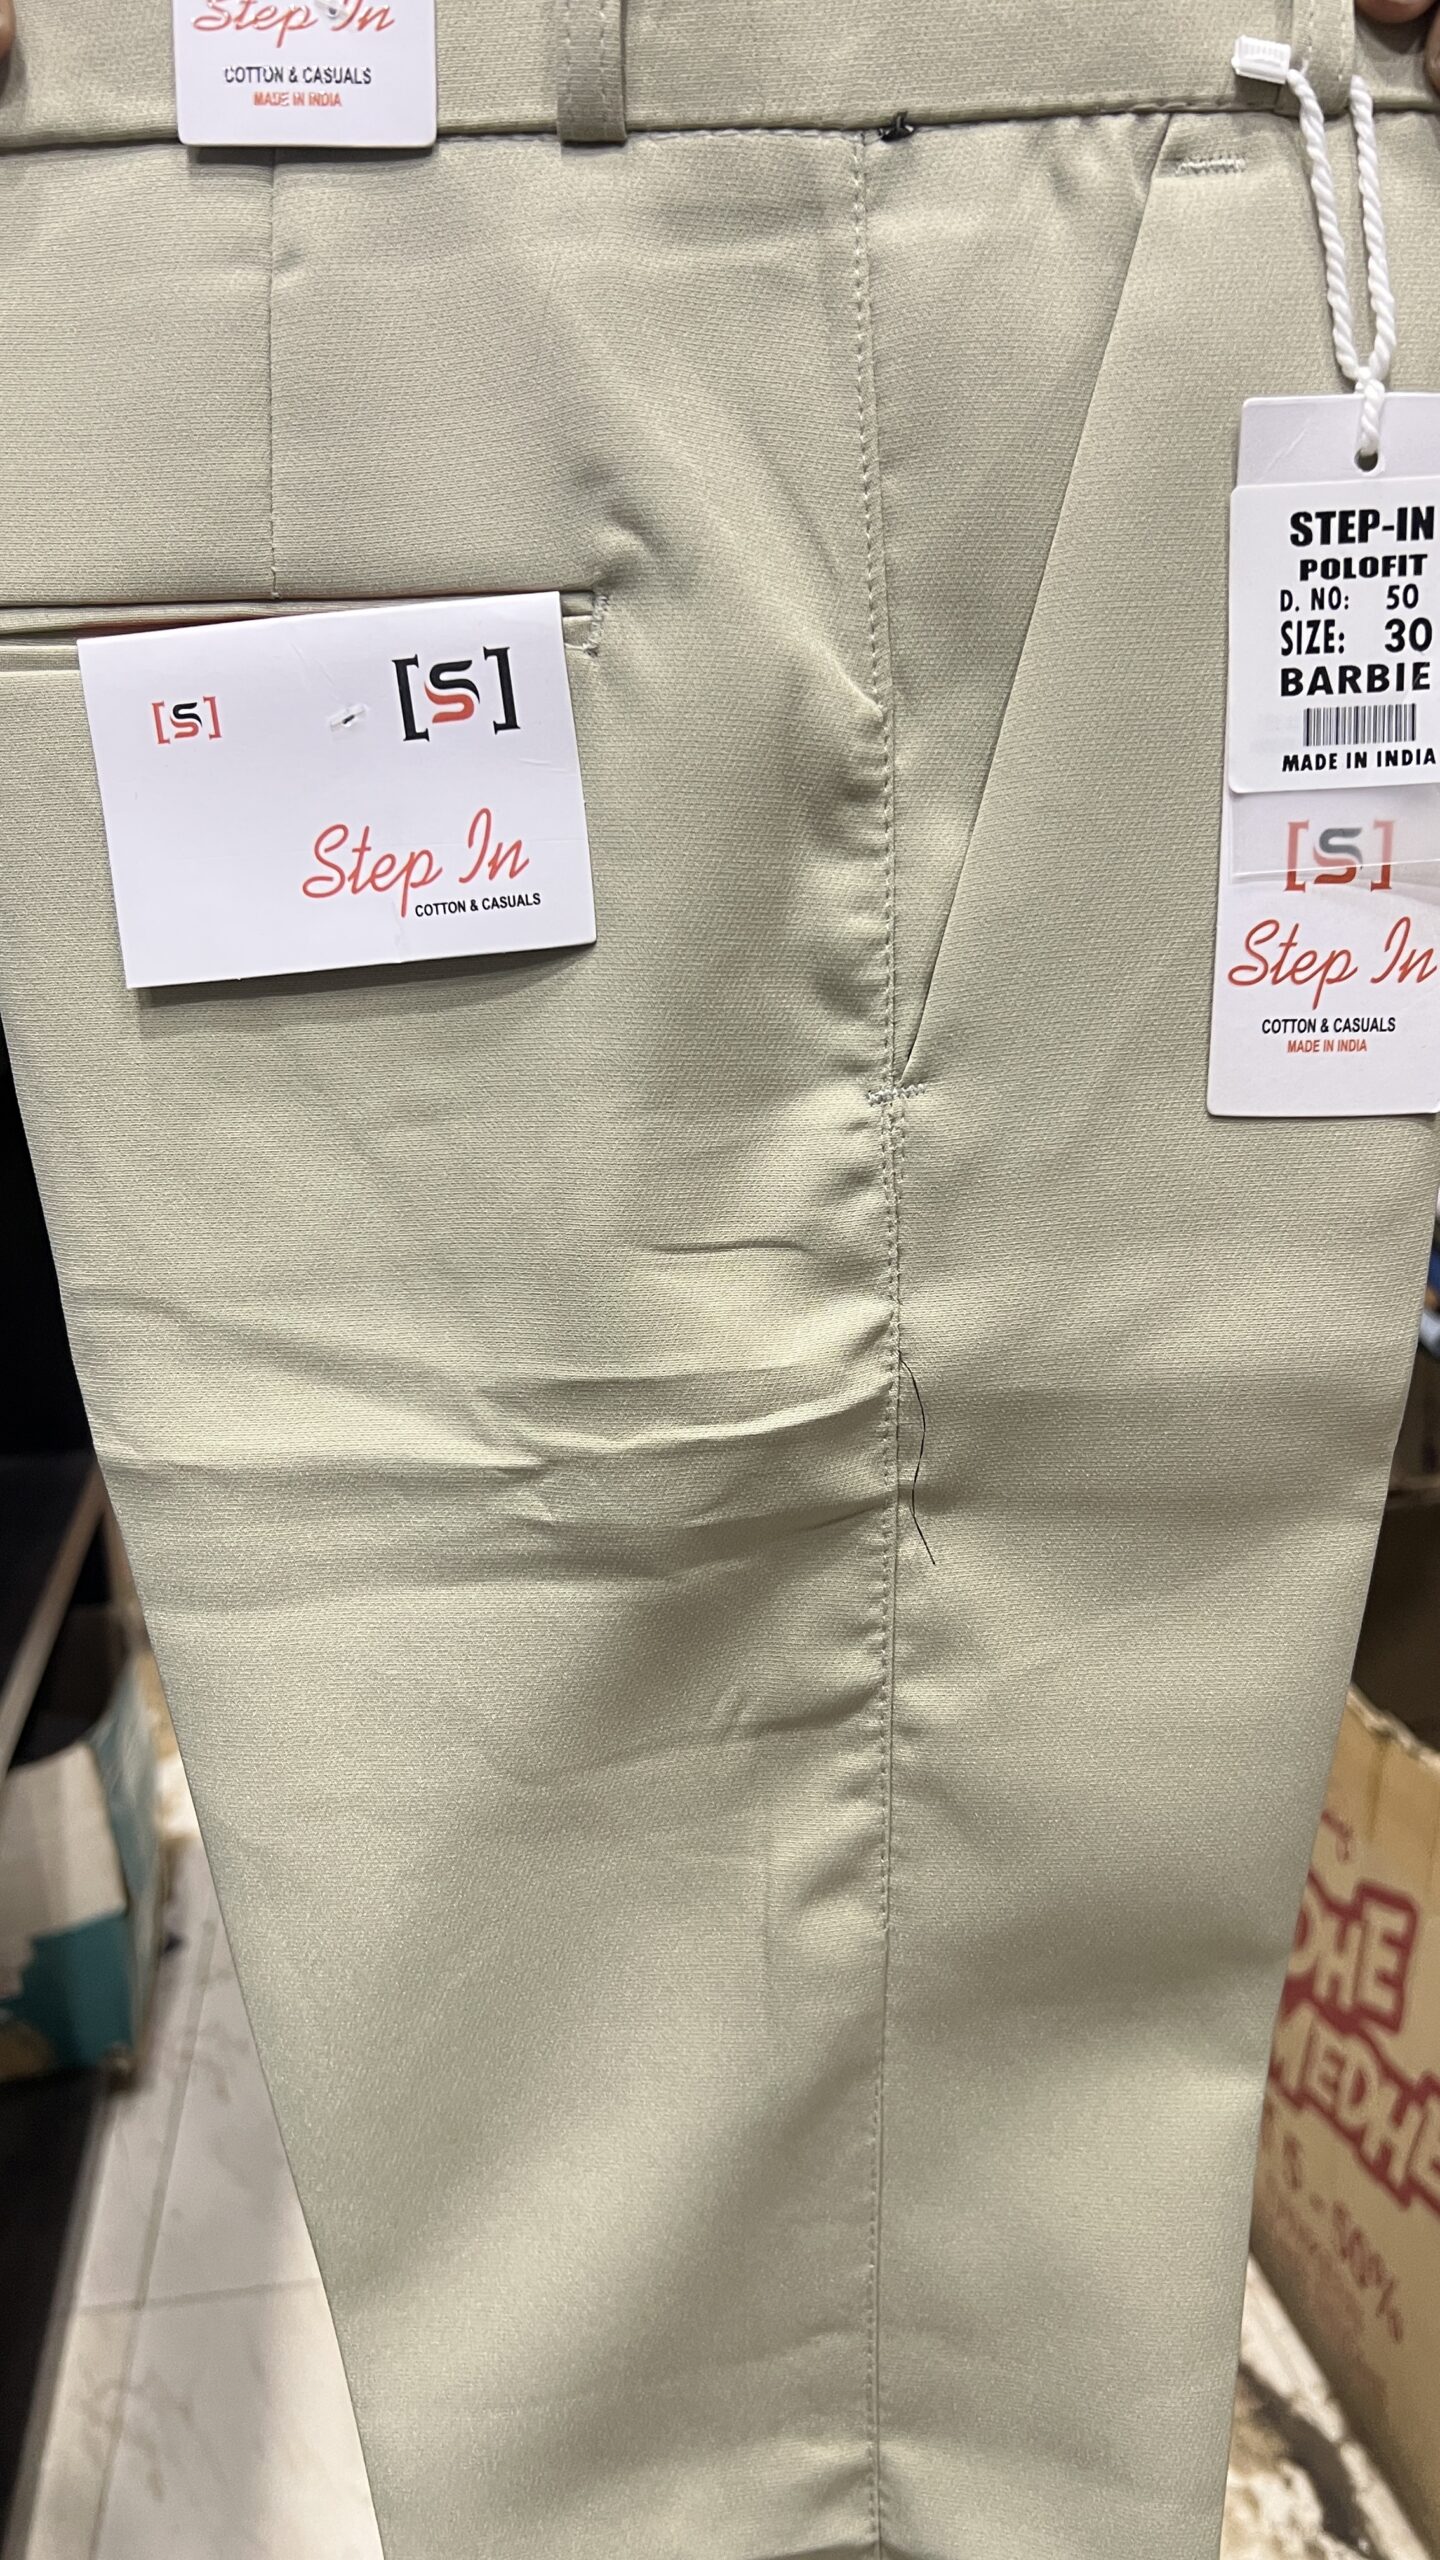 Step In
COTTON & CASUALS
MADE IN INDIA
[S]
[S]
Step In
COTTON & CASUALS
STEP-IN
POLOFIT
D. NO: 50
SIZE: 30
BARBIE
MADE IN INDIA
[S]
Step In
COTTON & CASUALS
MADE IN INDIA